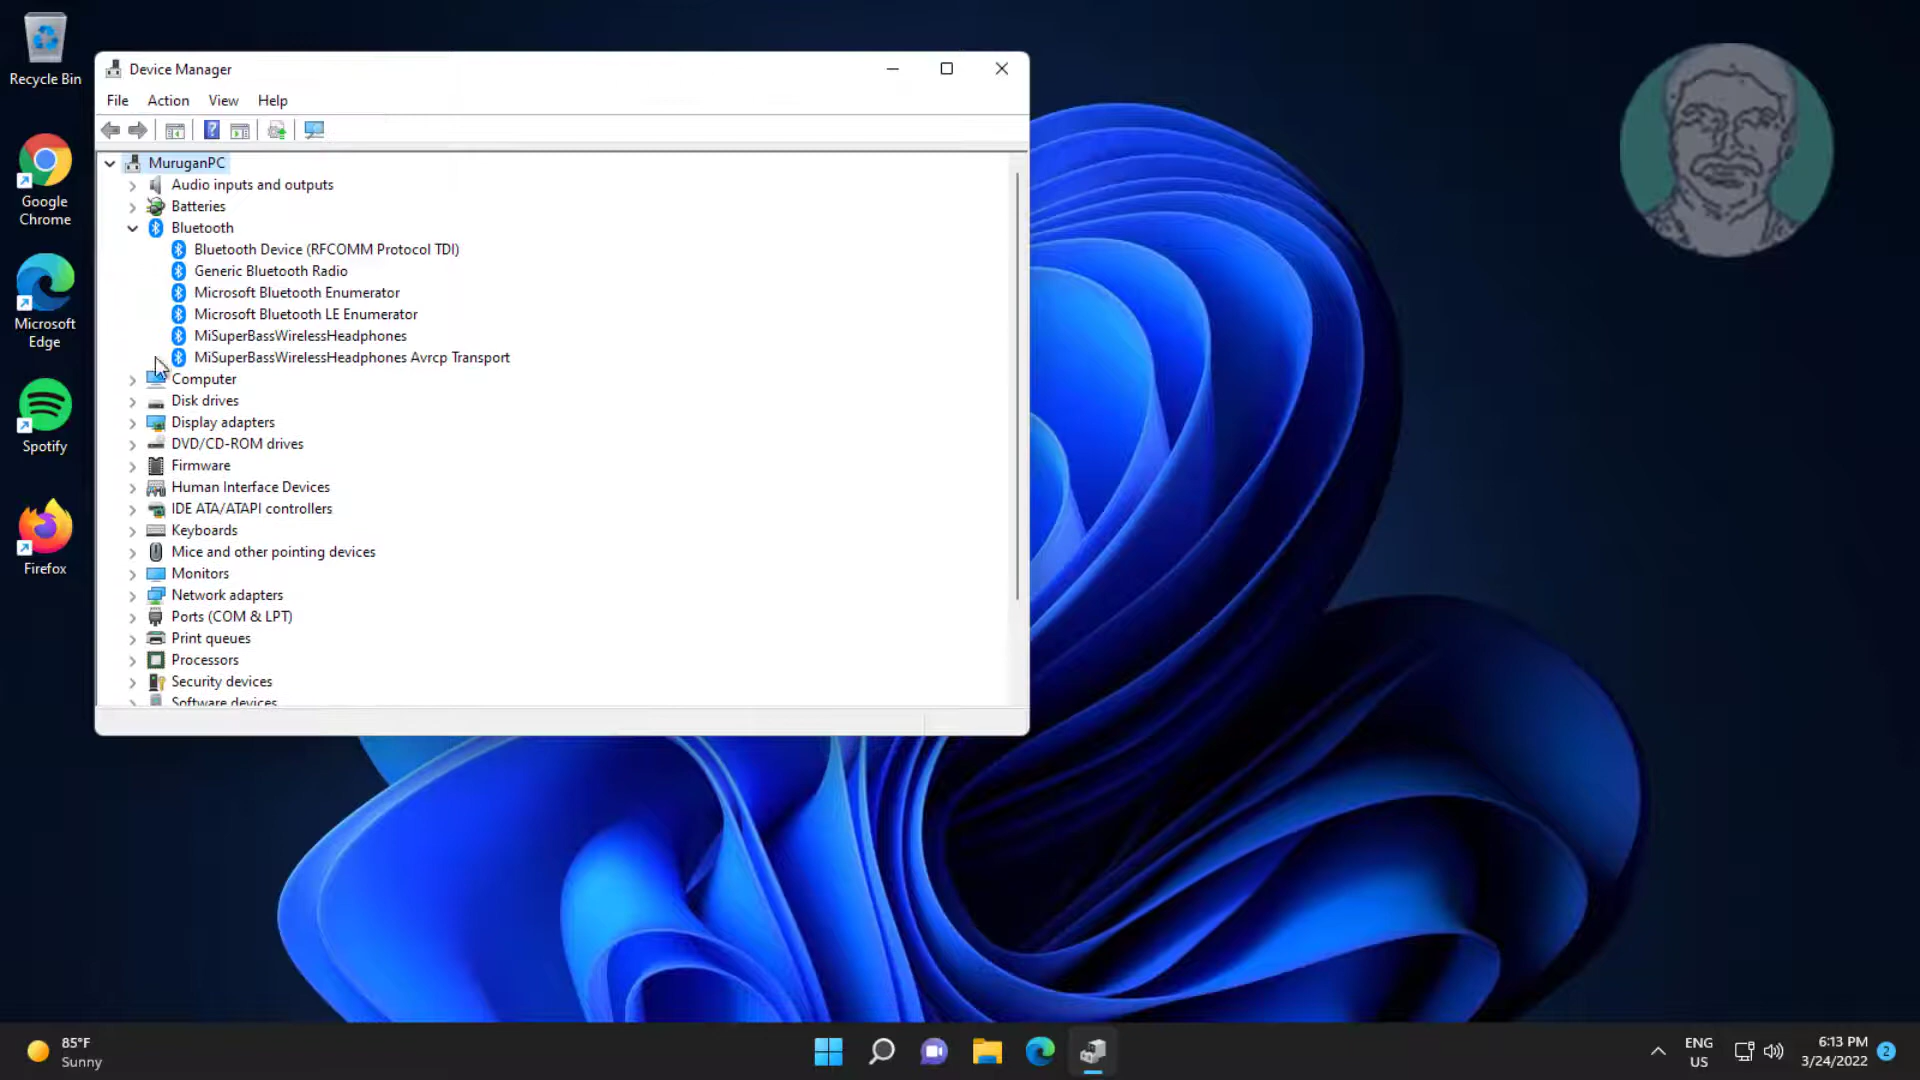 Recycle Bin
Google
Chrome
Microsoft
Edge
Spotify
Firefox
Device Manager
File Action View Help
MuruganPC
Audio inputs and outputs
Batteries
Bluetooth
Bluetooth Device (RFCOMM Protocol TDI)
Generic Bluetooth Radio
Microsoft Bluetooth Enumerator
Microsoft Bluetooth LE Enumerator
MiSuperBassWirelessHeadphones
MiSuperBassWirelessHeadphones Avrcp Transport
Computer
Disk drives
Display adapters
DVD/CD-ROM drives
Firmware
Human Interface Devices
IDE ATA/ATAPI controllers
Keyboards
Mice and other pointing devices
Monitors
Network adapters
Ports (COM & LPT)
Print queues
Processors
Security devices
Software devices
85°F
Sunny
ENG
US
6:13 PM
3/24/2022
2